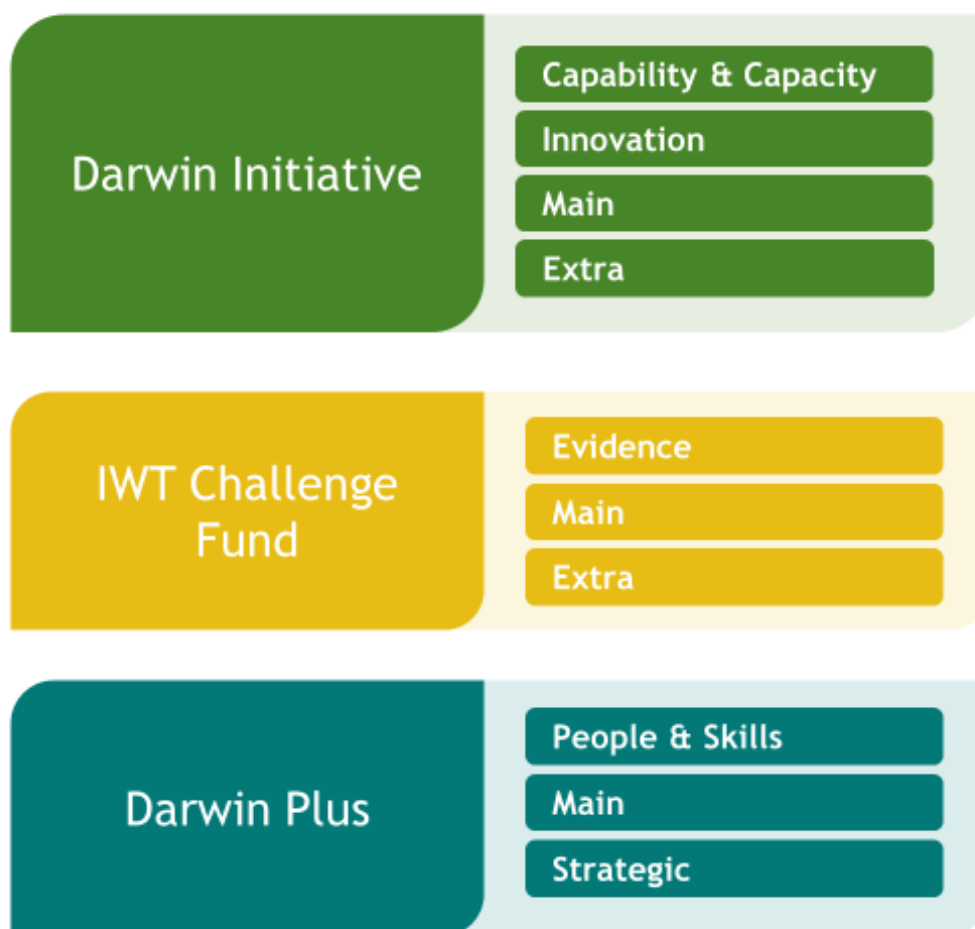 Darwin Initiative
Capability & Capacity
Innovation
Main
Extra
IWT Challenge
Fund
Evidence
Main
Extra
Darwin Plus
People & Skills
Main
Strategic